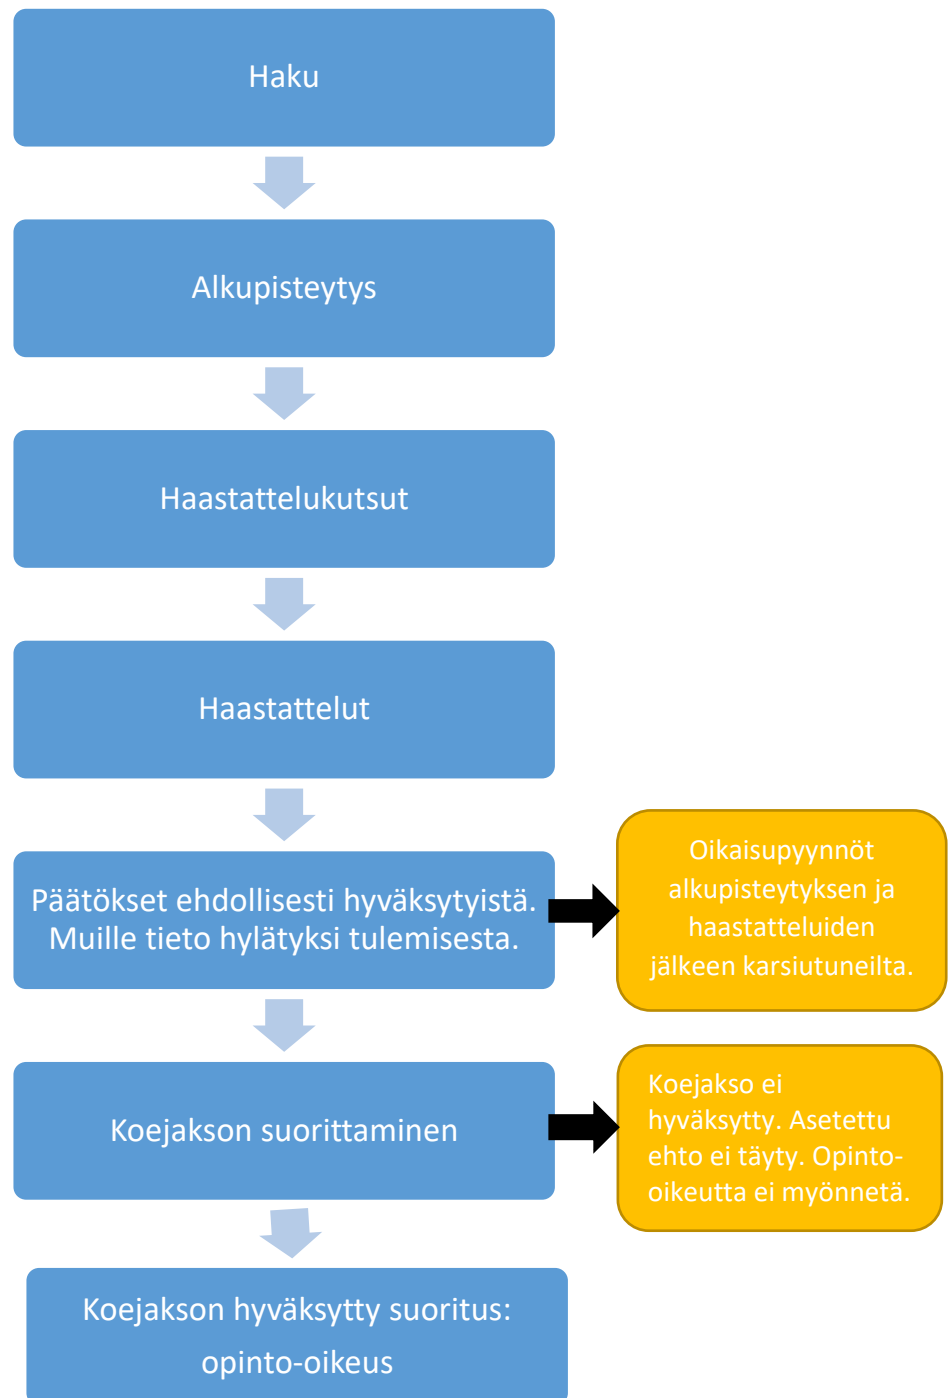 Haku
Alkupisteytys
Haastattelukutsut
Haastattelut
Päätökset ehdollisesti hyväksytyistä.
Muille tieto hylätyksi tulemisesta.
Oikaisupyynnöt
alkupisteytyksen ja
haastatteluiden
jälkeen karsiutuneilta.
Koejakson suorittaminen
Koejakso ei
hyväksytty. Asetettu
ehto ei täyty. Opinto-
oikeutta ei myönnetä.
Koejakson hyväksytty suoritus:
opinto-oikeus